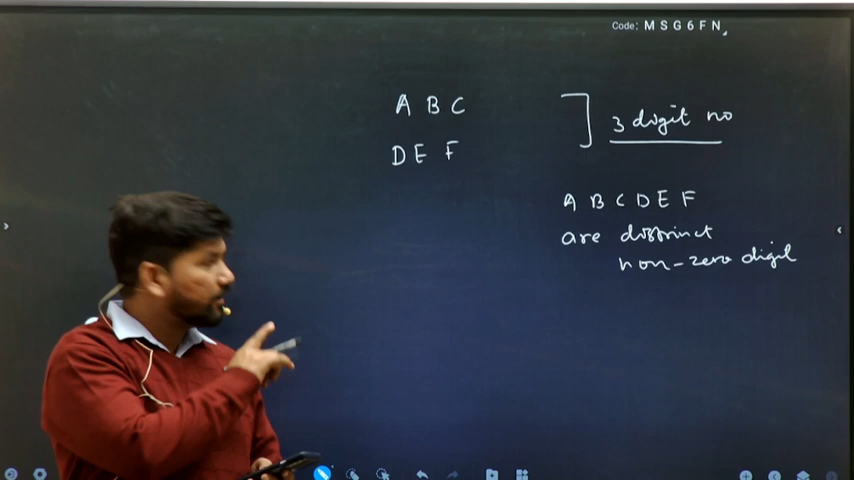 Code: M S G 6 F N
A B C
D E F
3 digit no
A B C D E F
are distinct
non-zero digit